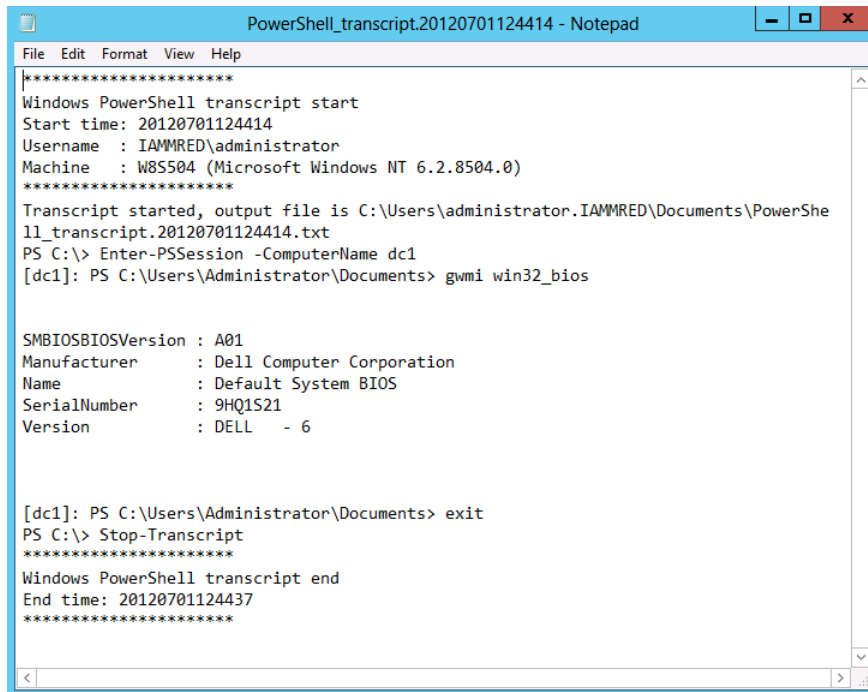 PowerShell_transcript.20120701124414 - Notepad
File Edit Format View Help
**********************
Windows PowerShell transcript start
Start time: 20120701124414
Username  : IAMMRED\administrator
Machine   : W8S504 (Microsoft Windows NT 6.2.8504.0)
**********************
Transcript started, output file is C:\Users\administrator.IAMMRED\Documents\PowerShe
ll_transcript.20120701124414.txt
PS C:\> Enter-PSSession -ComputerName dc1
[dc1]: PS C:\Users\Administrator\Documents> gwmi win32_bios
SMBIOSBIOSVersion : A01
Manufacturer      : Dell Computer Corporation
Name              : Default System BIOS
SerialNumber      : 9HQ1S21
Version           : DELL   - 6
[dc1]: PS C:\Users\Administrator\Documents> exit
PS C:\> Stop-Transcript
**********************
Windows PowerShell transcript end
End time: 20120701124437
**********************